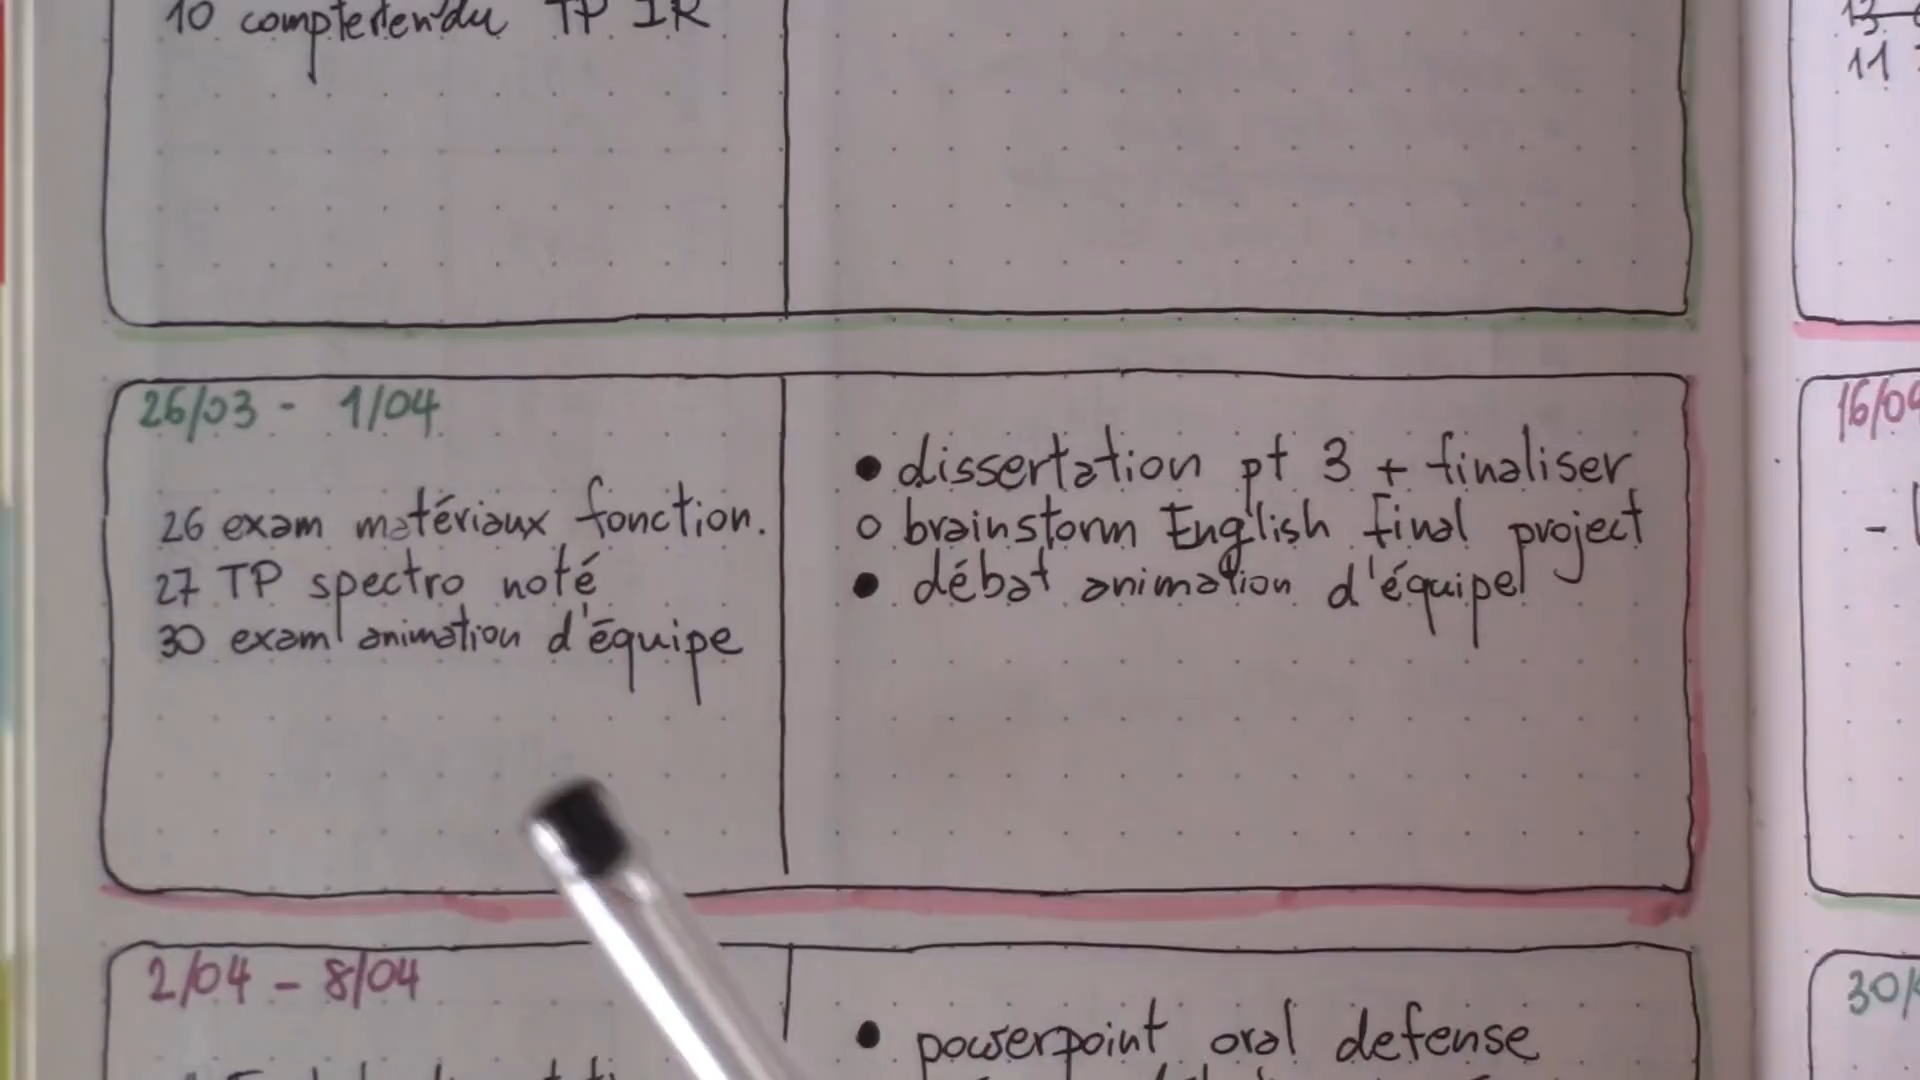 10 compte rendu TP IR
26/03 - 1/04
26 exam matériaux fonction.
27 TP spectro noté
30 exam animation d'équipe
● dissertation pt 3 + finaliser
○ brainstorm English final project
● débat animation d'équipe
2/04 - 8/04
● powerpoint oral defense
11
16/04
-
30/